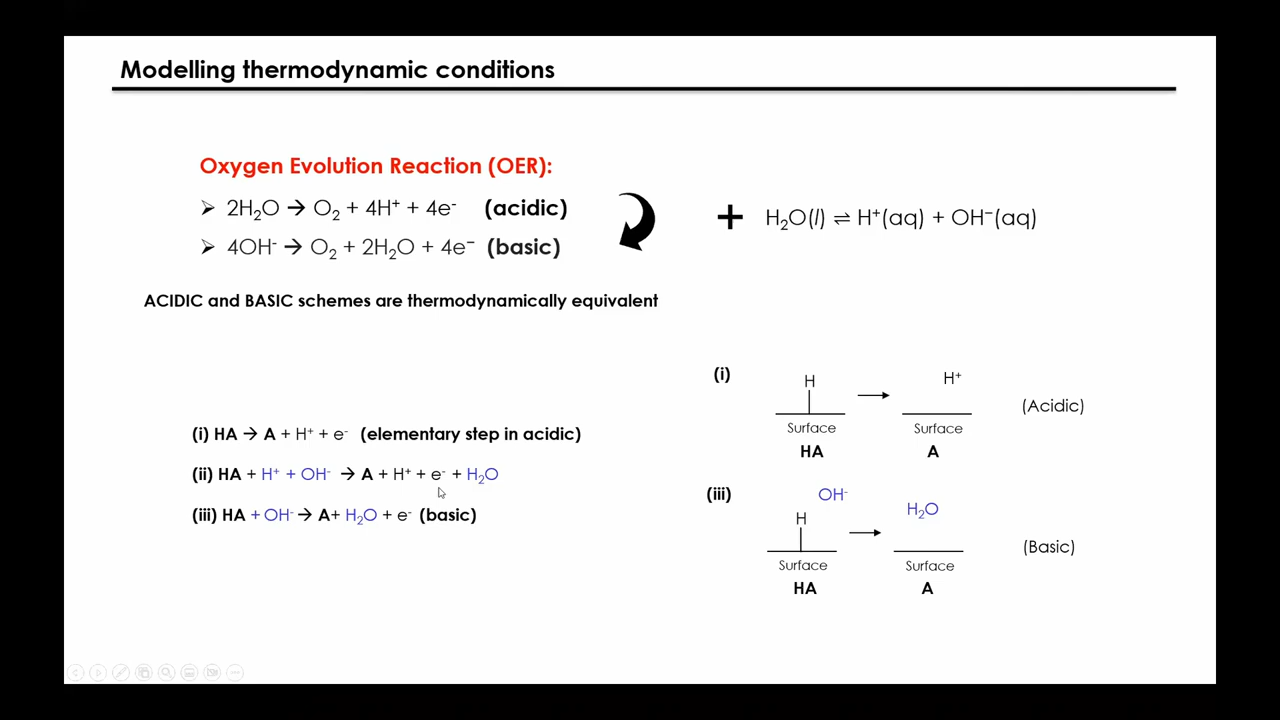 Modelling thermodynamic conditions
Oxygen Evolution Reaction (OER):
➢ 2H₂O → O₂ + 4H⁺ + 4e⁻ (acidic)
➢ 4OH⁻ → O₂ + 2H₂O + 4e⁻ (basic)
+ H₂O(l) ⇌ H⁺(aq) + OH⁻(aq)
ACIDIC and BASIC schemes are thermodynamically equivalent
(i) HA → A + H⁺ + e⁻ (elementary step in acidic)
(ii) HA + H⁺ + OH⁻ → A + H⁺ + e⁻ + H₂O
(iii) HA + OH⁻ → A+ H₂O + e⁻ (basic)
(i)
H → H⁺
(Acidic)
Surface Surface
HA A
(iii)
OH⁻
H → H₂O
(Basic)
Surface Surface
HA A